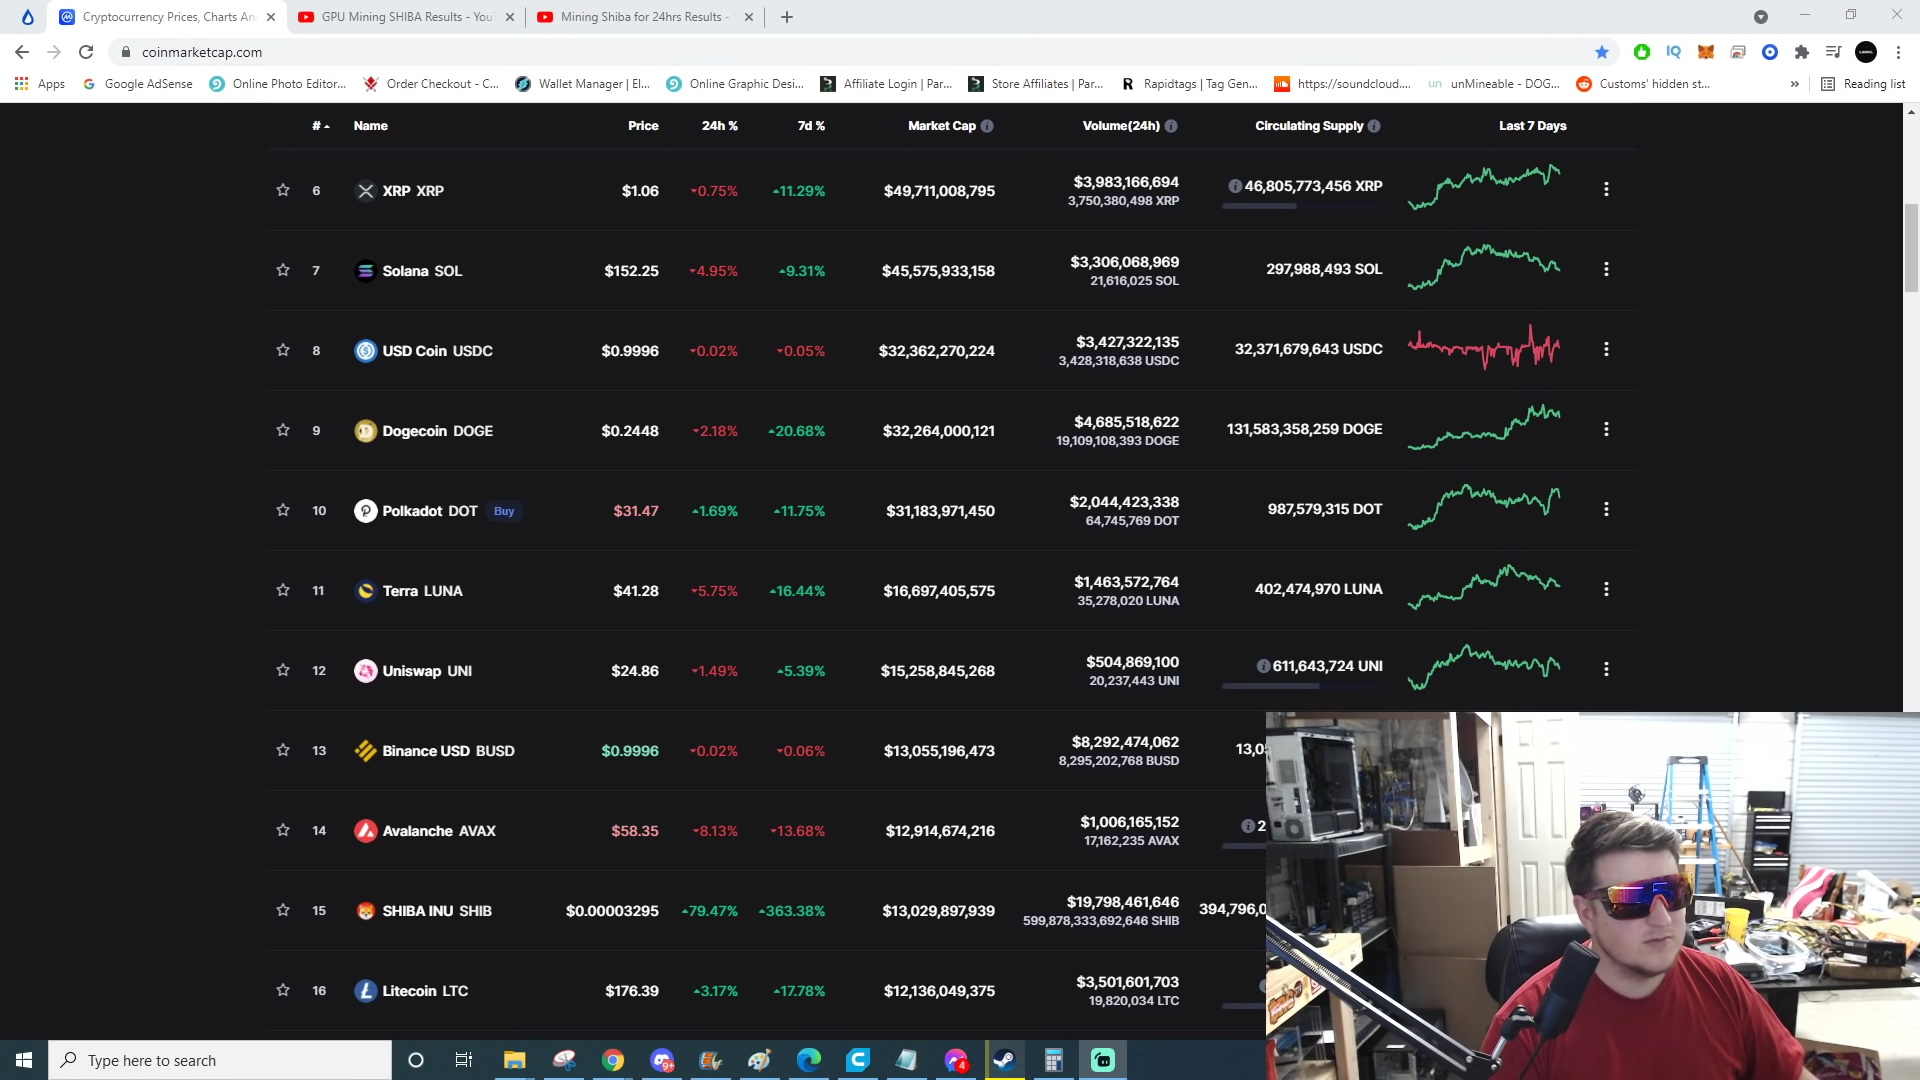 Cryptocurrency Prices, Charts An
GPU Mining SHIBA Results - You
Mining Shiba for 24hrs Results -
coinmarketcap.com
Apps
Google AdSense
Online Photo Editor...
Order Checkout - C...
Wallet Manager | El...
Online Graphic Desi...
Affiliate Login | Par...
Store Affiliates | Par...
Rapidtags | Tag Gen...
https://soundcloud....
unMineable - DOG...
Customs' hidden st...
»
Reading list
# Name Price 24h % 7d % Market Cap Volume(24h) Circulating Supply Last 7 Days
6 XRP XRP $1.06 0.75% 11.29% $49,711,008,795 $3,983,166,694 46,805,773,456 XRP
3,750,380,498 XRP
7 Solana SOL $152.25 4.95% 9.31% $45,575,933,158 $3,306,068,969 297,988,493 SOL
21,616,025 SOL
8 USD Coin USDC $0.9996 0.02% 0.05% $32,362,270,224 $3,427,322,135 32,371,679,643 USDC
3,428,318,638 USDC
9 Dogecoin DOGE $0.2448 2.18% 20.68% $32,264,000,121 $4,685,518,622 131,583,358,259 DOGE
19,109,108,393 DOGE
10 Polkadot DOT Buy $31.47 1.69% 11.75% $31,183,971,450 $2,044,423,338 987,579,315 DOT
64,745,769 DOT
11 Terra LUNA $41.28 5.75% 16.44% $16,697,405,575 $1,463,572,764 402,474,970 LUNA
35,278,020 LUNA
12 Uniswap UNI $24.86 1.49% 5.39% $15,258,845,268 $504,869,100 611,643,724 UNI
20,237,443 UNI
13 Binance USD BUSD $0.9996 0.02% 0.06% $13,055,196,473 $8,292,474,062 13,05
8,295,202,768 BUSD
14 Avalanche AVAX $58.35 8.13% 13.68% $12,914,674,216 $1,006,165,152 2
17,162,235 AVAX
15 SHIBA INU SHIB $0.00003295 79.47% 363.38% $13,029,897,939 $19,798,461,646 394,796,0
599,878,333,692,646 SHIB
16 Litecoin LTC $176.39 3.17% 17.78% $12,136,049,375 $3,501,601,703
19,820,034 LTC
Type here to search
9+
4